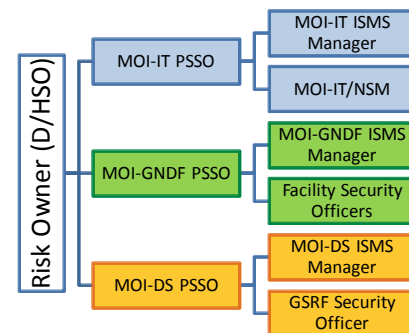 Risk Owner (D/HSO)
MOI-IT PSSO
MOI-IT ISMS
Manager
MOI-IT/NSM
MOI-GNDF PSSO
MOI-GNDF ISMS
Manager
Facility Security
Officers
MOI-DS PSSO
MOI-DS ISMS
Manager
GSRF Security
Officer